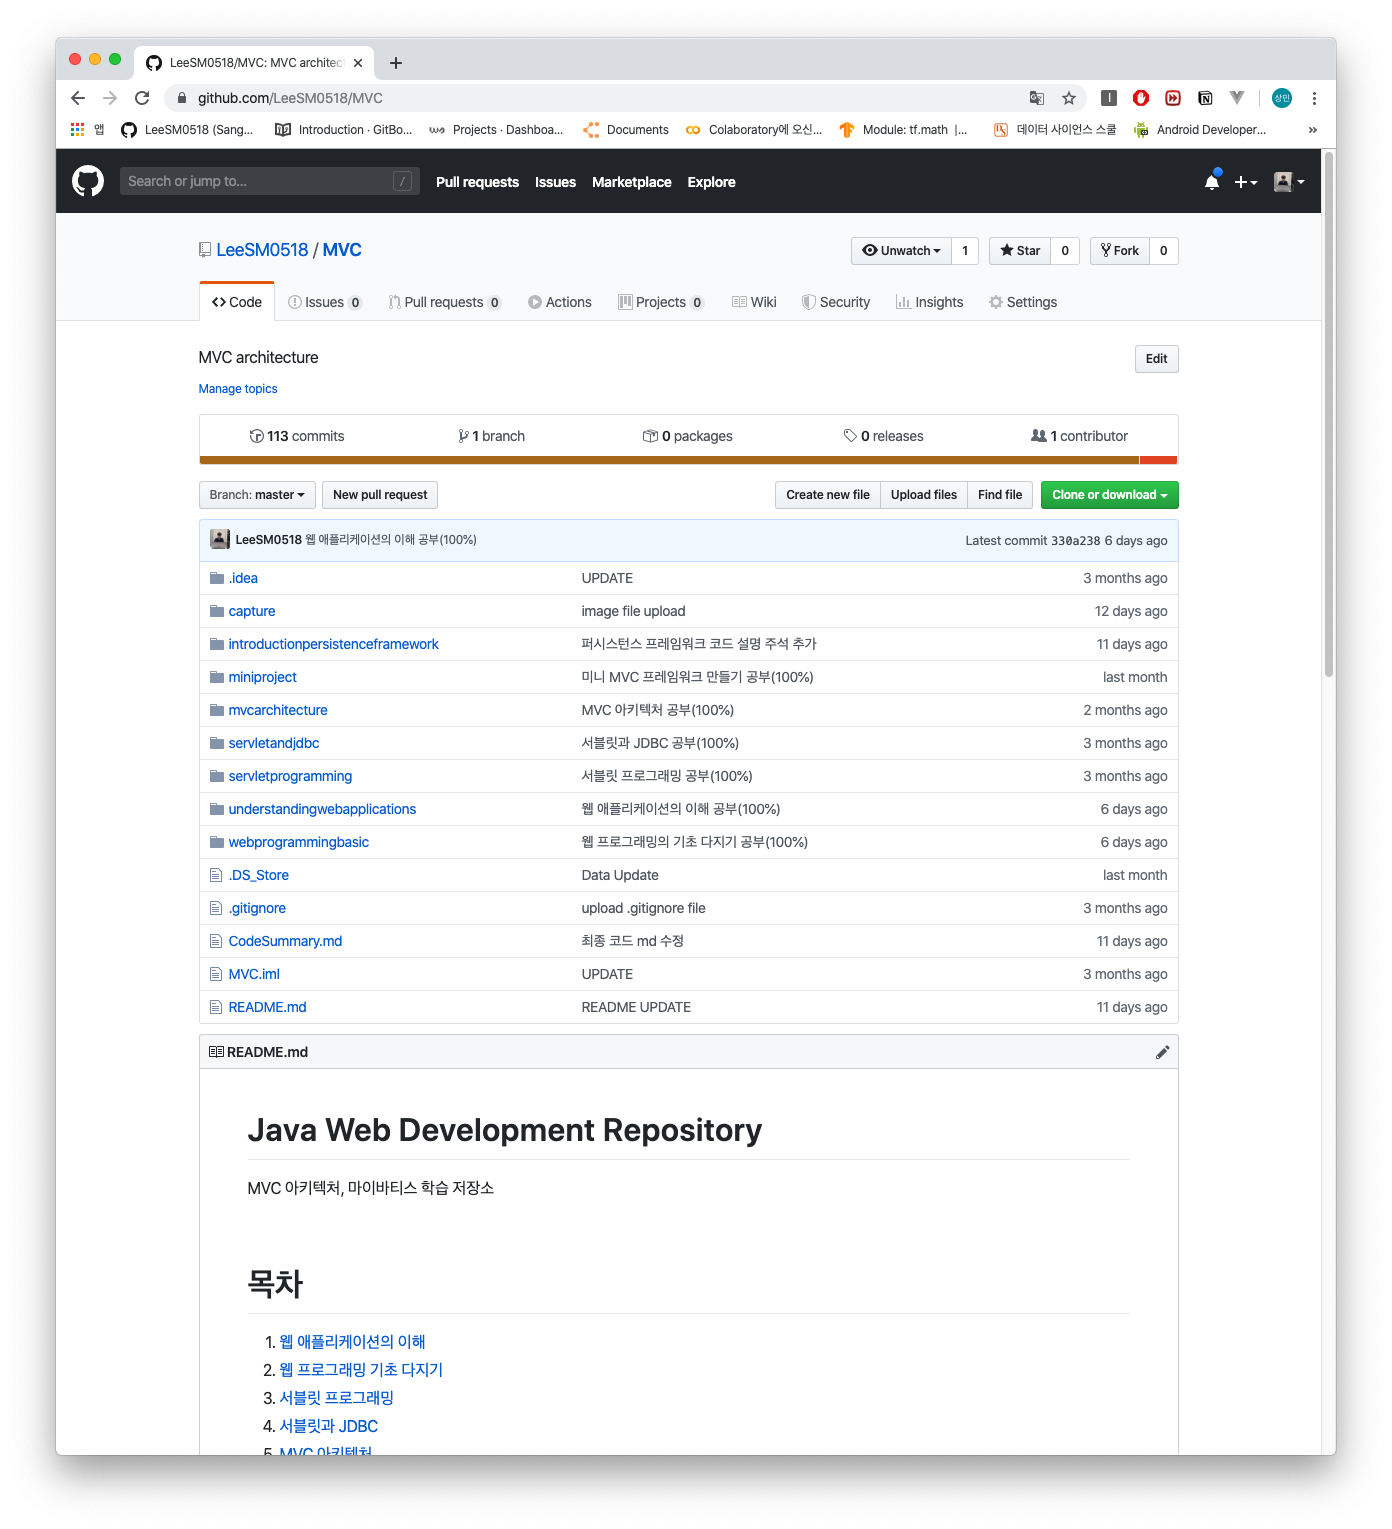 LeeSM0518/MVC: MVC architect
github.com/LeeSM0518/MVC
상민
앱 LeeSM0518 (Sang... Introduction · GitBo... Projects · Dashboa... Documents Colaboratory에 오신... Module: tf.math |... 데이터 사이언스 스쿨 Android Developer... »
Search or jump to... / Pull requests Issues Marketplace Explore
LeeSM0518 / MVC Unwatch 1 Star 0 Fork 0
Code Issues 0 Pull requests 0 Actions Projects 0 Wiki Security Insights Settings
MVC architecture Edit
Manage topics
113 commits 1 branch 0 packages 0 releases 1 contributor
Branch: master New pull request Create new file Upload files Find file Clone or download
LeeSM0518 웹 애플리케이션의 이해 공부(100%) Latest commit 330a238 6 days ago
.idea UPDATE 3 months ago
capture image file upload 12 days ago
introductionpersistenceframework 퍼시스턴스 프레임워크 코드 설명 주석 추가 11 days ago
miniproject 미니 MVC 프레임워크 만들기 공부(100%) last month
mvcarchitecture MVC 아키텍처 공부(100%) 2 months ago
servletandjdbc 서블릿과 JDBC 공부(100%) 3 months ago
servletprogramming 서블릿 프로그래밍 공부(100%) 3 months ago
understandingwebapplications 웹 애플리케이션의 이해 공부(100%) 6 days ago
webprogrammingbasic 웹 프로그래밍의 기초 다지기 공부(100%) 6 days ago
.DS_Store Data Update last month
.gitignore upload .gitignore file 3 months ago
CodeSummary.md 최종 코드 md 수정 11 days ago
MVC.iml UPDATE 3 months ago
README.md README UPDATE 11 days ago
README.md
Java Web Development Repository
MVC 아키텍처, 마이바티스 학습 저장소
목차
1. 웹 애플리케이션의 이해
2. 웹 프로그래밍 기초 다지기
3. 서블릿 프로그래밍
4. 서블릿과 JDBC
5. MVC 아키텍처